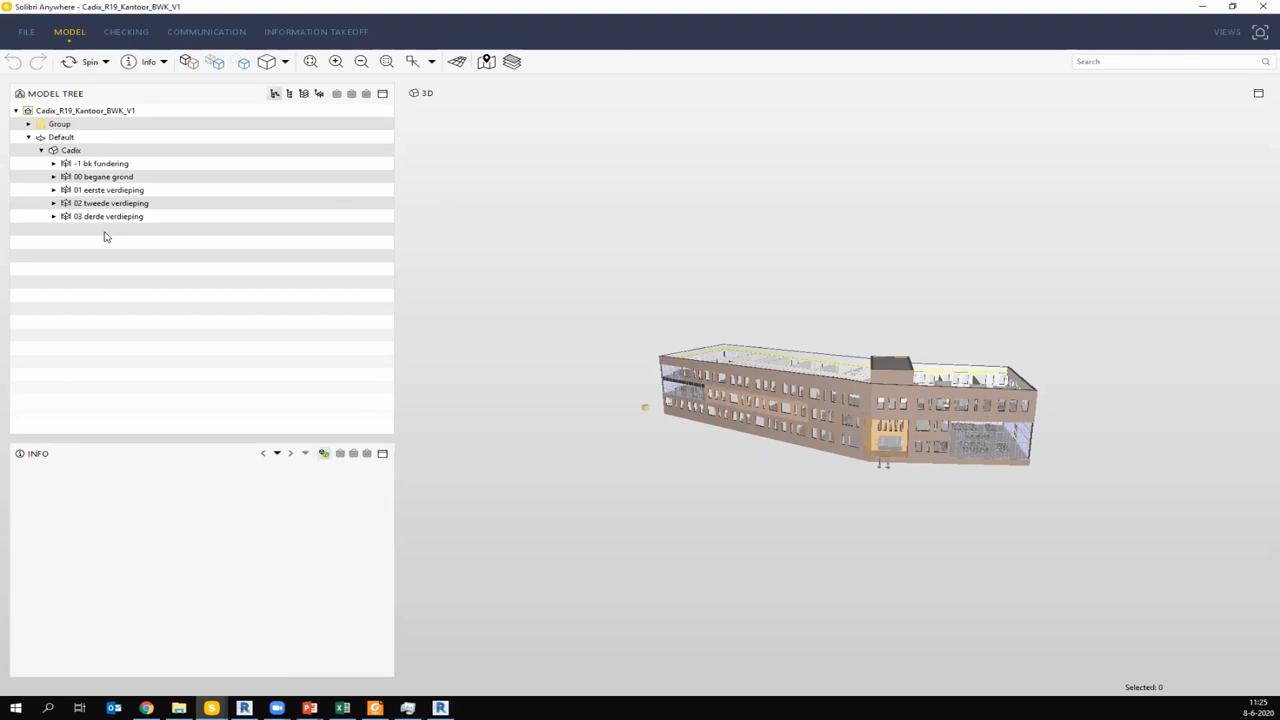 Solibri Anywhere - Cadix_R19_Kantoor_BWK_V1
FILE MODEL CHECKING COMMUNICATION INFORMATION TAKEOFF VIEWS
Spin Info Search
MODEL TREE
3D
Cadix_R19_Kantoor_BWK_V1
Group
Default
Cadix
-1 bk fundering
00 begane grond
01 eerste verdieping
02 tweede verdieping
03 derde verdieping
INFO
Selected: 0
11:25
8-6-2020